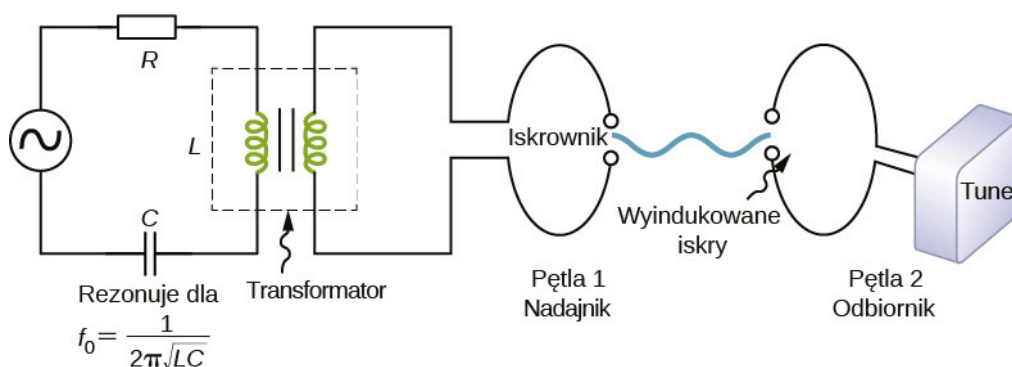 R
L
C
Rezonuje dla
f₀ = 1 / 2π√LC
Transformator
Iskrownik
Wyindukowane
iskry
Pętla 1
Nadajnik
Pętla 2
Odbiornik
Tune